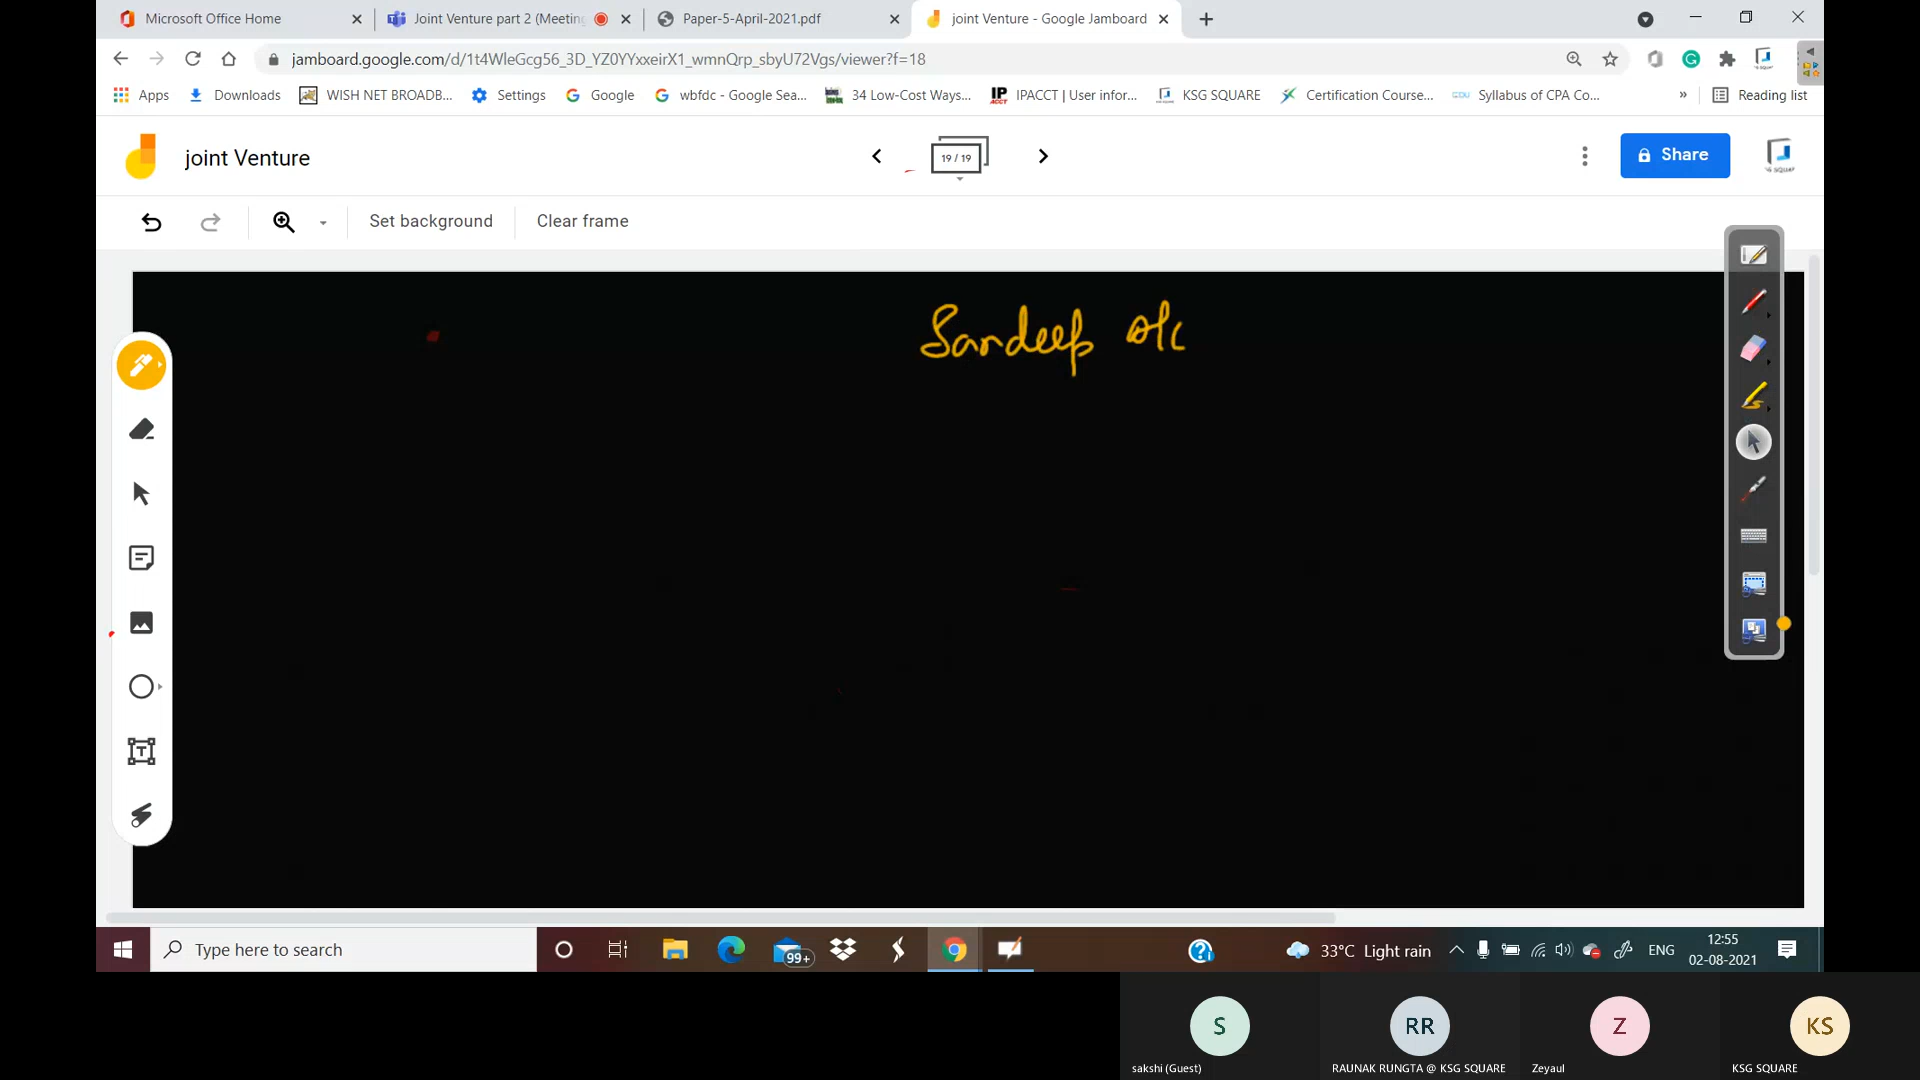 Microsoft Office Home
Joint Venture part 2 (Meetin
Paper-5-April-2021.pdf
joint Venture - Google Jamboard
jamboard.google.com/d/1t4WleGcg56_3D_YZ0YYxxeirX1_wmnQrp_sbyU72Vgs/viewer?f=18
Apps Downloads WISH NET BROADB... Settings Google wbfdc - Google Sea... 34 Low-Cost Ways... IPACCT | User infor... KSG SQUARE Certification Course... Syllabus of CPA Co... » Reading list
joint Venture
19 / 19
Share
Set background Clear frame
Sandeep a/c
Type here to search
99+
33°C Light rain
ENG
12:55
02-08-2021
S RR Z KS
sakshi (Guest) RAUNAK RUNGTA @ KSG SQUARE Zeyaul KSG SQUARE